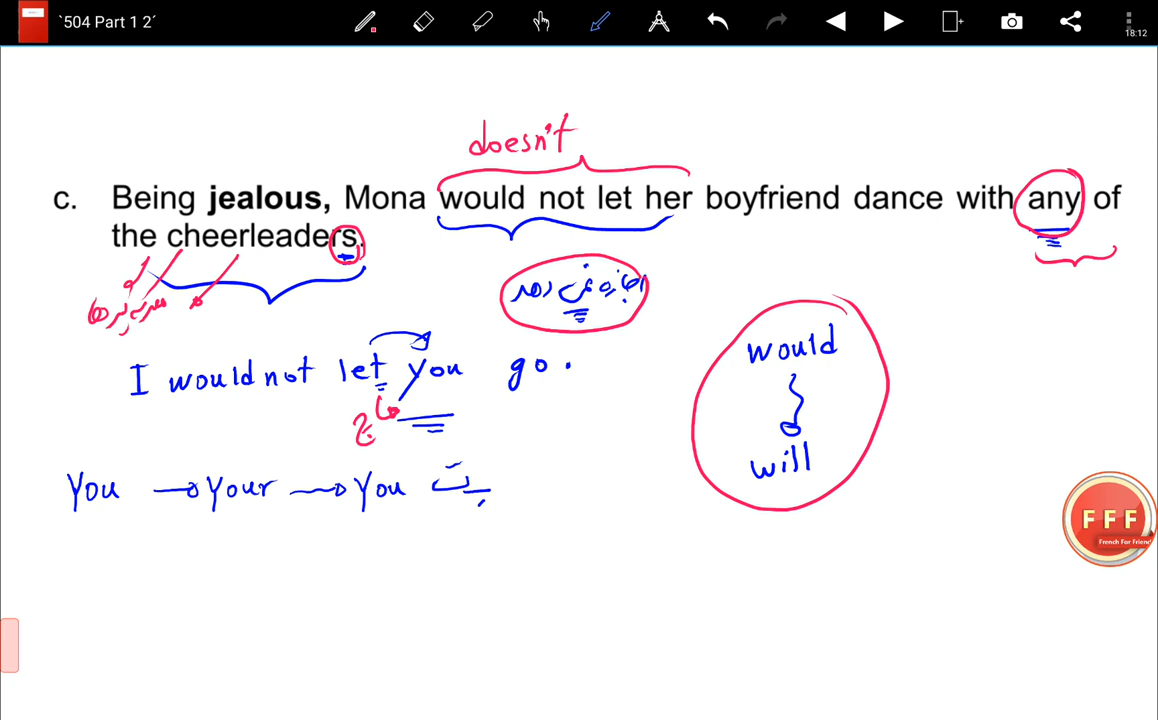 `504 Part 1 2´
18:12
doesn't
c. Being jealous, Mona would not let her boyfriend dance with any of
the cheerleaders.
اجازه نمی دهد
would
I would not let you go.
will
You → Your → You ت
FFF
French For Friend